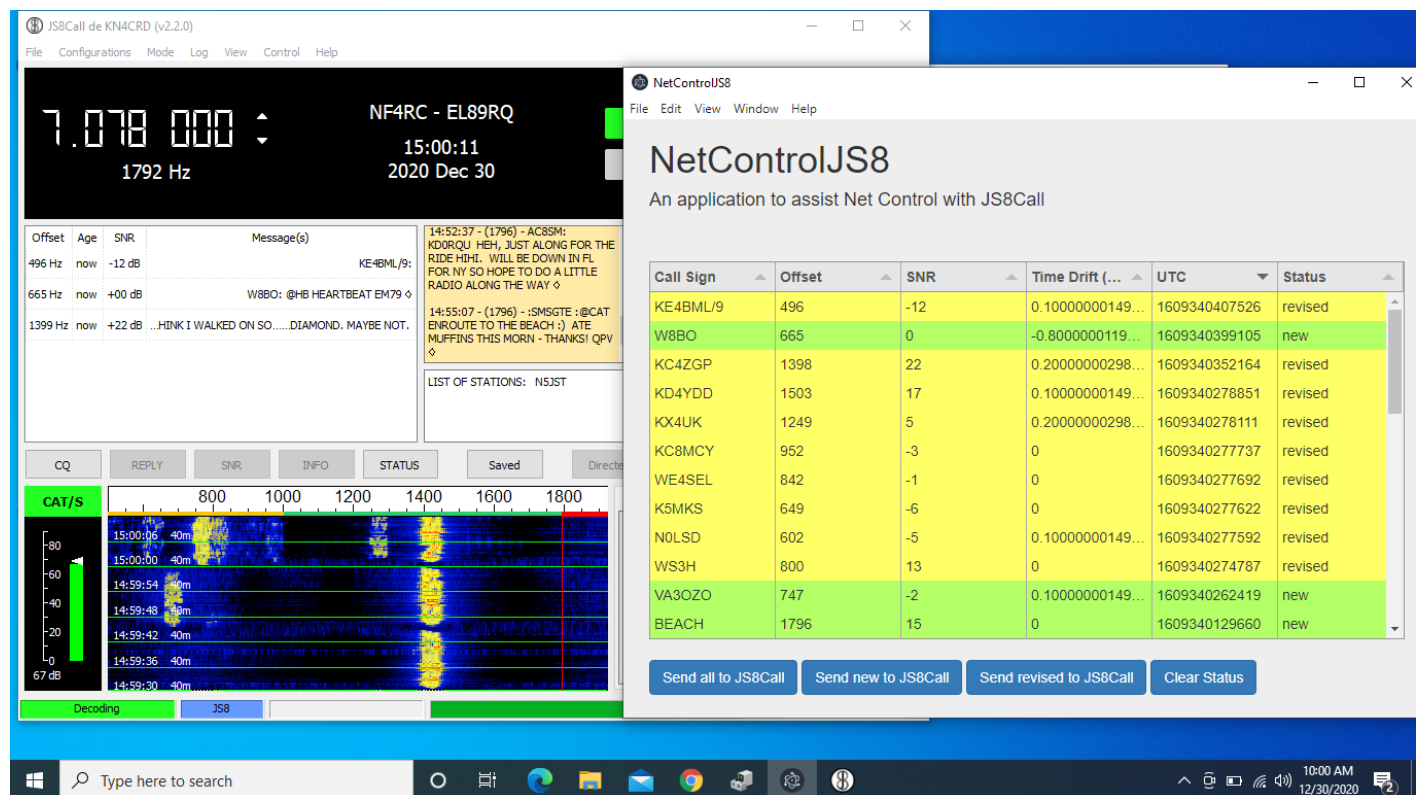 JS8Call de KN4CRD (v2.2.0)
File Configurations Mode Log View Control Help
7.078 000
1792 Hz
NF4RC - EL89RQ
15:00:11
2020 Dec 30
Offset Age SNR Message(s)
496 Hz now -12 dB KE4BML/9:
665 Hz now +00 dB W8BO: @HB HEARTBEAT EM79 ◊
1399 Hz now +22 dB ...HINK I WALKED ON SO......DIAMOND. MAYBE NOT.
14:52:37 - (1796) - AC8SM:
KD0RQU HEH, JUST ALONG FOR THE
RIDE HIHI. WILL BE DOWN IN FL
FOR NY SO HOPE TO DO A LITTLE
RADIO ALONG THE WAY ◊
14:55:07 - (1796) - :SMSGTE :@CAT
ENROUTE TO THE BEACH :) ATE
MUFFINS THIS MORN - THANKS! QPV
◊
LIST OF STATIONS: N5JST
CQ REPLY SNR INFO STATUS Saved Directe
CAT/S
800 1000 1200 1400 1600 1800
-80
-60
-40
-20
-0
67 dB
15:00:06 40m
15:00:00 40m
14:59:54 40m
14:59:48 40m
14:59:42 40m
14:59:36 40m
14:59:30 40m
Decoding JS8
NetControlJS8
File Edit View Window Help
NetControlJS8
An application to assist Net Control with JS8Call
Call Sign Offset SNR Time Drift (... UTC Status
KE4BML/9 496 -12 0.10000000149... 1609340407526 revised
W8BO 665 0 -0.8000000119... 1609340399105 new
KC4ZGP 1398 22 0.20000000298... 1609340352164 revised
KD4YDD 1503 17 0.10000000149... 1609340278851 revised
KX4UK 1249 5 0.20000000298... 1609340278111 revised
KC8MCY 952 -3 0 1609340277737 revised
WE4SEL 842 -1 0 1609340277692 revised
K5MKS 649 -6 0 1609340277622 revised
N0LSD 602 -5 0.10000000149... 1609340277592 revised
WS3H 800 13 0 1609340274787 revised
VA3OZO 747 -2 0.10000000149... 1609340262419 new
BEACH 1796 15 0 1609340129660 new
Send all to JS8Call Send new to JS8Call Send revised to JS8Call Clear Status
Type here to search
10:00 AM
12/30/2020
2